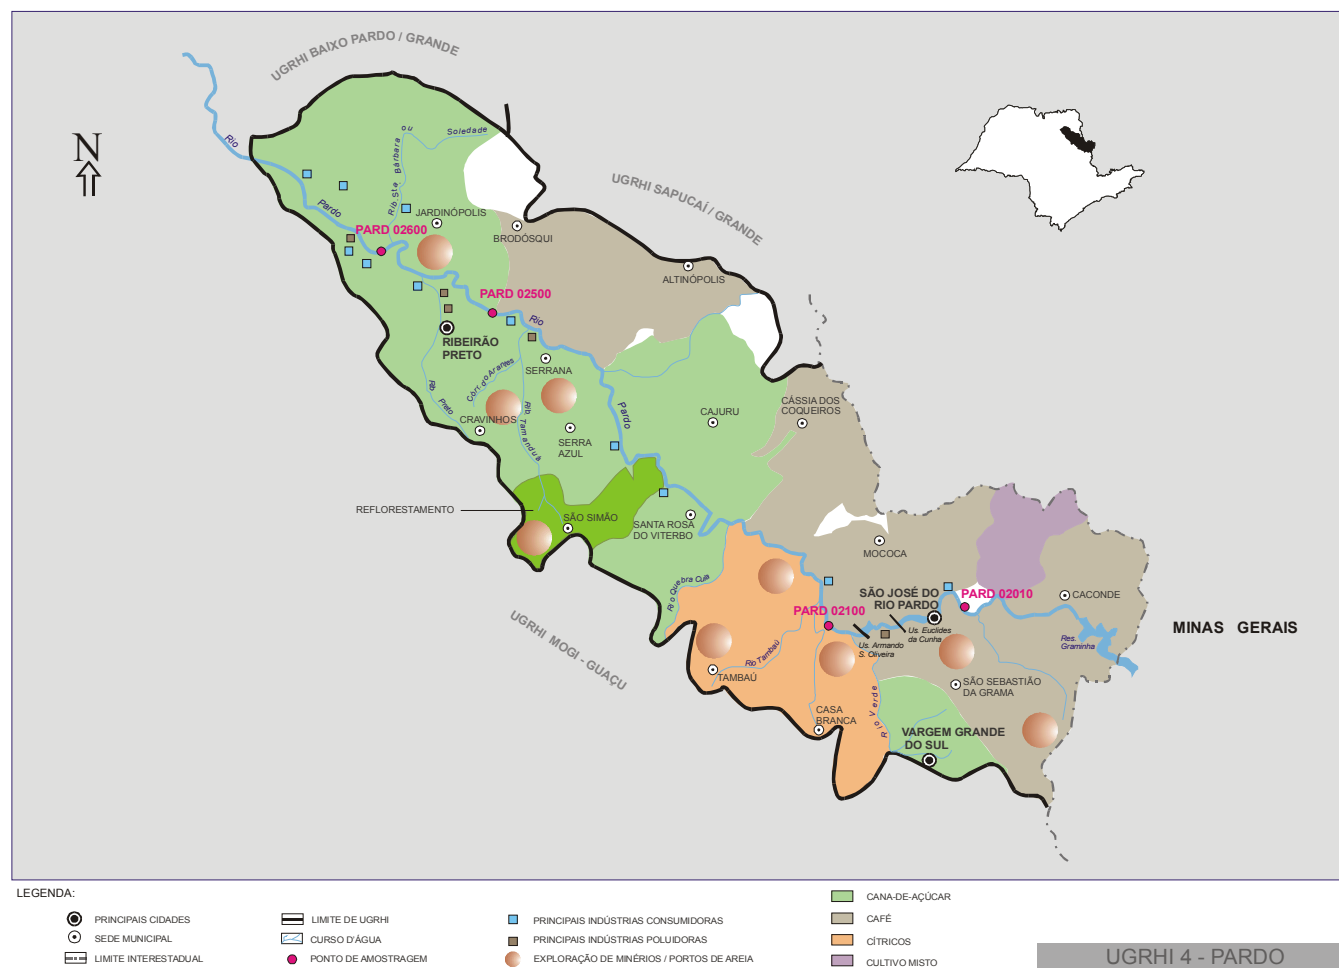 UGRHI BAIXO PARDO / GRANDE
N
Rio
Soledade
ou
Rib. Sta. Bárbara
UGRHI SAPUCAÍ / GRANDE
Pardo
JARDINÓPOLIS
PARD 02600
BRODÓSQUI
ALTINÓPOLIS
PARD 02500
Rio
RIBEIRÃO
PRETO
SERRANA
Córr. do Arantes
Rib. Preto
Rib. Tamanduá
Pardo
CRAVINHOS
SERRA
AZUL
CAJURU
CÁSSIA DOS
COQUEIROS
REFLORESTAMENTO
SÃO SIMÃO
SANTA ROSA
DO VITERBO
MOCOCA
Rio Quebra Cuia
SÃO JOSÉ DO
RIO PARDO
PARD 02010
CACONDE
PARD 02100
Us. Euclides
da Cunha
Us. Armando
S. Oliveira
Res.
Graminha
MINAS GERAIS
UGRHI MOGI - GUAÇU
Rio Tambaú
TAMBAÚ
SÃO SEBASTIÃO
DA GRAMA
CASA
BRANCA
Rio Verde
VARGEM GRANDE
DO SUL
LEGENDA:
PRINCIPAIS CIDADES
SEDE MUNICIPAL
LIMITE INTERESTADUAL
LIMITE DE UGRHI
CURSO D'ÁGUA
PONTO DE AMOSTRAGEM
PRINCIPAIS INDÚSTRIAS CONSUMIDORAS
PRINCIPAIS INDÚSTRIAS POLUIDORAS
EXPLORAÇÃO DE MINÉRIOS / PORTOS DE AREIA
CANA-DE-AÇÚCAR
CAFÉ
CÍTRICOS
CULTIVO MISTO
UGRHI 4 - PARDO